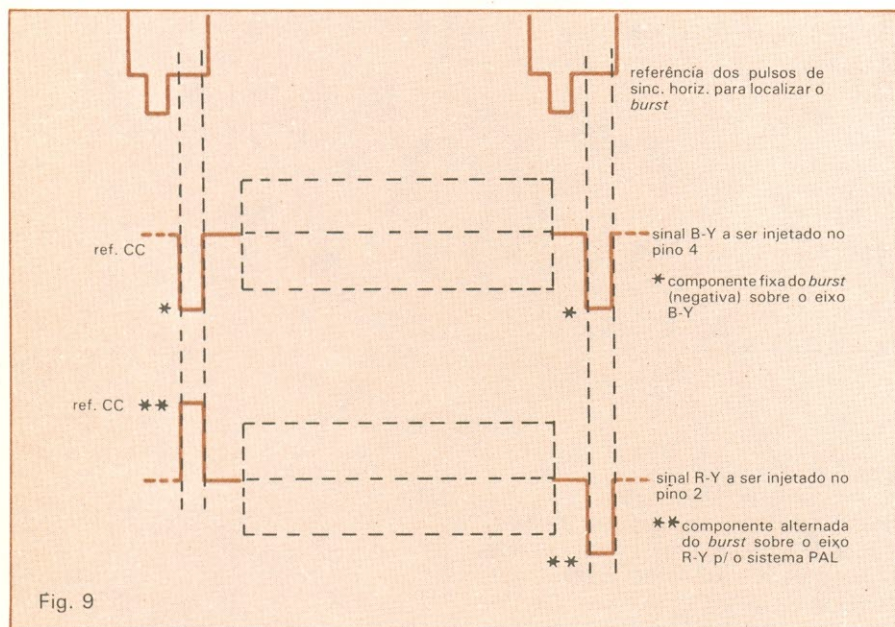 referência dos pulsos de
sinc. horiz. para localizar o
burst
ref. CC
sinal B-Y a ser injetado no
pino 4
* *
*componente fixa do burst
(negativa) sobre o eixo
B-Y
ref. CC **
sinal R-Y a ser injetado no
pino 2
**
**componente alternada
do burst sobre o eixo
R-Y p/ o sistema PAL
Fig. 9